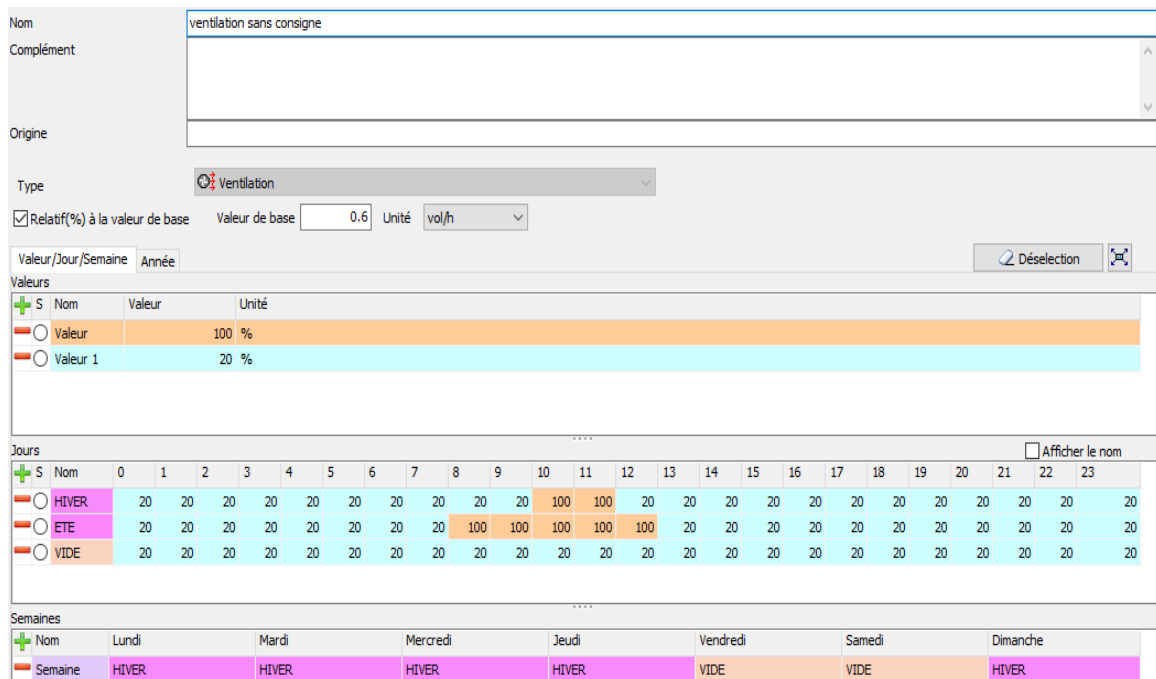 Nom ventilation sans consigne
Complément
Origine
Type Ventilation
Relatif(%) à la valeur de base Valeur de base 0.6 Unité vol/h
Valeur/Jour/Semaine Année Désélection
Valeurs
S Nom Valeur Unité
Valeur 100 %
Valeur 1 20 %
Jours Afficher le nom
S Nom 0 1 2 3 4 5 6 7 8 9 10 11 12 13 14 15 16 17 18 19 20 21 22 23
HIVER 20 20 20 20 20 20 20 20 20 20 100 100 20 20 20 20 20 20 20 20 20 20 20 20
ETE 20 20 20 20 20 20 20 20 100 100 100 100 100 20 20 20 20 20 20 20 20 20 20 20
VIDE 20 20 20 20 20 20 20 20 20 20 20 20 20 20 20 20 20 20 20 20 20 20 20 20
Semaines
Nom Lundi Mardi Mercredi Jeudi Vendredi Samedi Dimanche
Semaine HIVER HIVER HIVER HIVER VIDE VIDE HIVER